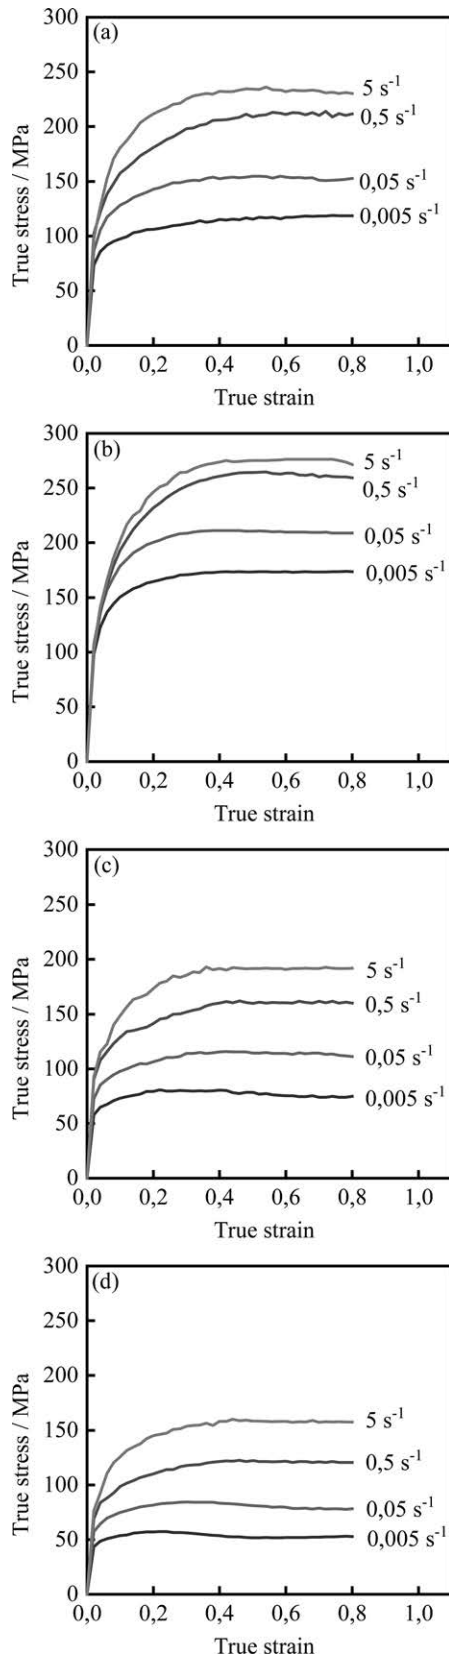 300
(a)
250
5 s⁻¹
0,5 s⁻¹
200
150
0,05 s⁻¹
0,005 s⁻¹
100
50
0
0,0 0,2 0,4 0,6 0,8 1,0
True strain
True stress / MPa
300
(b)
5 s⁻¹
250
0,5 s⁻¹
0,05 s⁻¹
200
0,005 s⁻¹
150
100
50
0
0,0 0,2 0,4 0,6 0,8 1,0
True strain
True stress / MPa
300
(c)
250
200
5 s⁻¹
0,5 s⁻¹
150
0,05 s⁻¹
100
0,005 s⁻¹
50
0
0,0 0,2 0,4 0,6 0,8 1,0
True strain
True stress / MPa
300
(d)
250
200
5 s⁻¹
150
0,5 s⁻¹
100
0,05 s⁻¹
0,005 s⁻¹
50
0
0,0 0,2 0,4 0,6 0,8 1,0
True strain
True stress / MPa